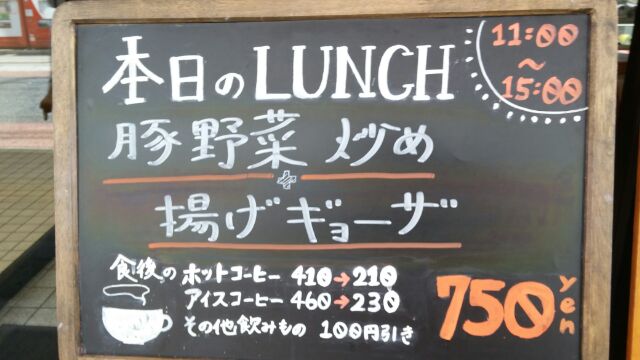 本日のLUNCH
11:00
〜
15:00
豚野菜 炒め
+
揚げギョーザ
食後の ホットコーヒー 410→210
アイスコーヒー 460→230
その他飲みもの 100円引き
750yen